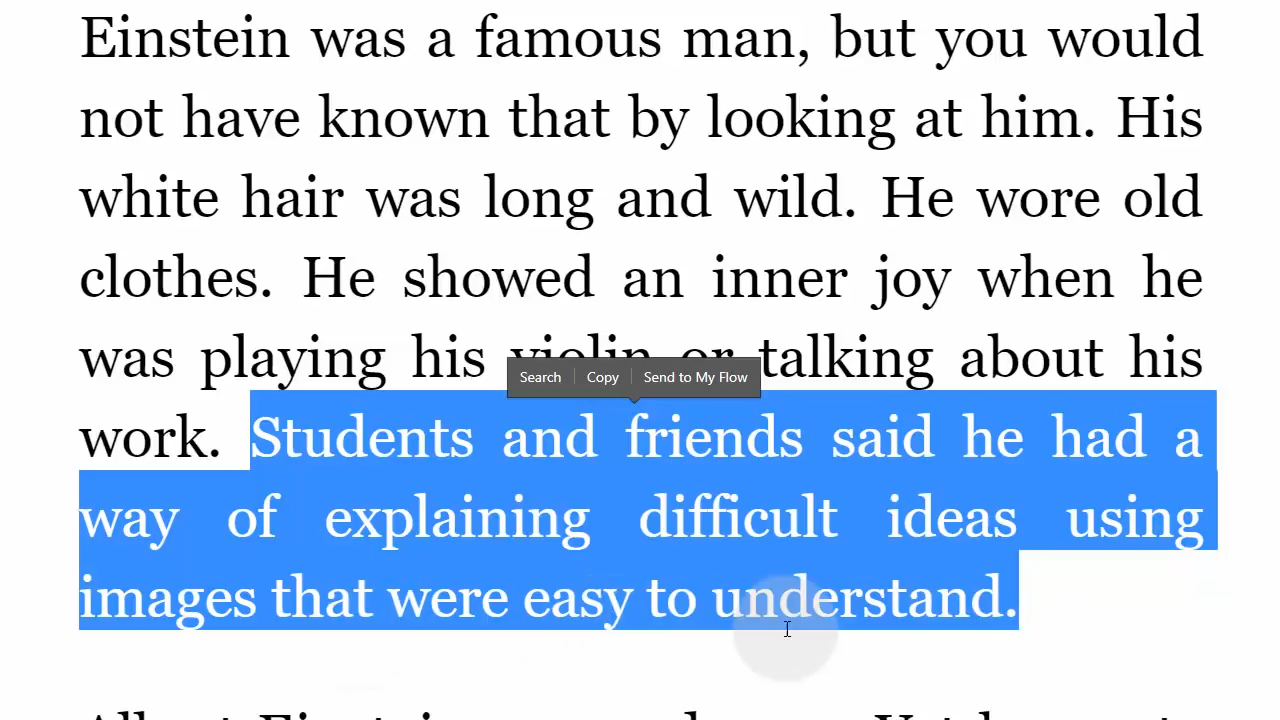 Einstein was a famous man, but you would
not have known that by looking at him. His
white hair was long and wild. He wore old
clothes. He showed an inner joy when he
was playing his violin or talking about his
Search Copy Send to My Flow
work. Students and friends said he had a
way of explaining difficult ideas using
images that were easy to understand.